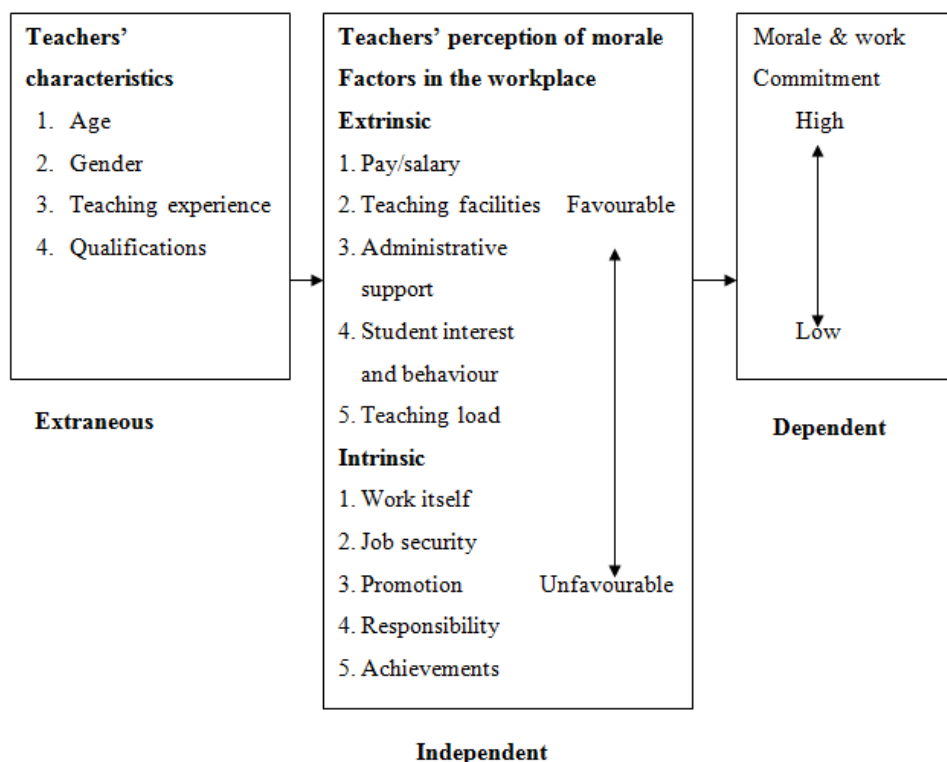 Teachers’
characteristics
1. Age
2. Gender
3. Teaching experience
4. Qualifications
Extraneous
Teachers’ perception of morale
Factors in the workplace
Extrinsic
1. Pay/salary
2. Teaching facilities Favourable
3. Administrative
support
4. Student interest
and behaviour
5. Teaching load
Intrinsic
1. Work itself
2. Job security
3. Promotion Unfavourable
4. Responsibility
5. Achievements
Independent
Morale & work
Commitment
High
Low
Dependent